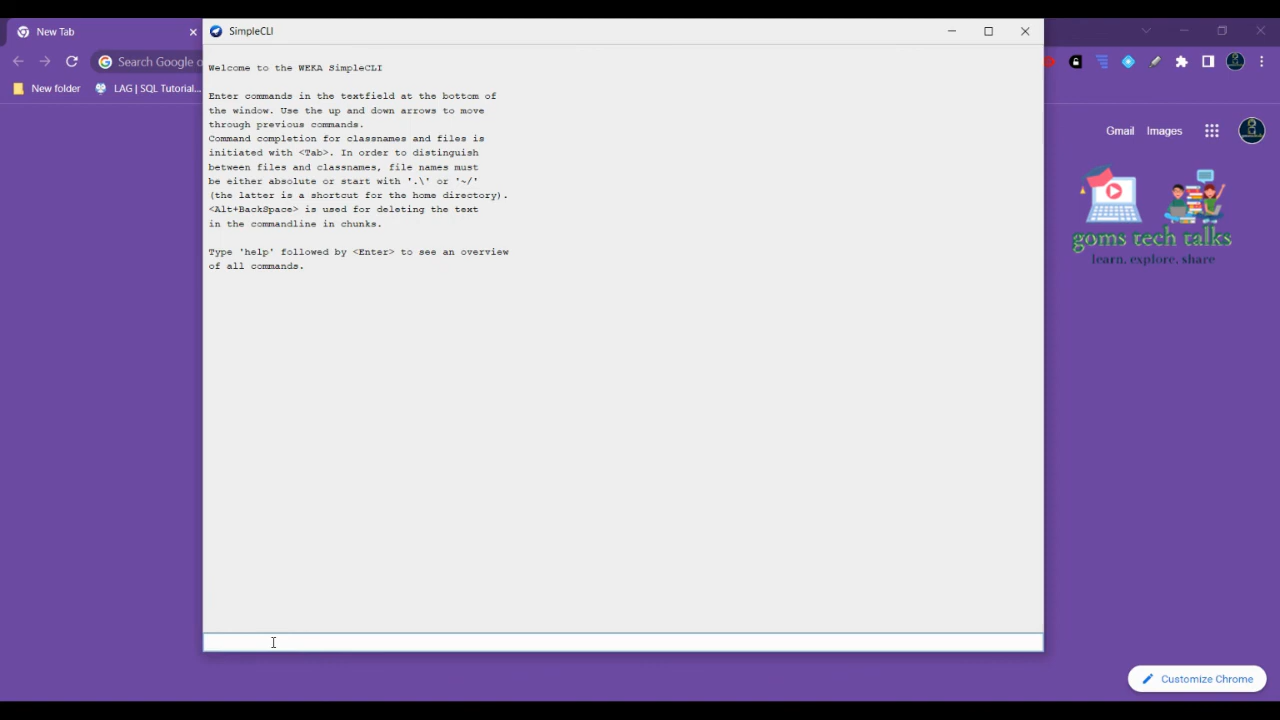 New Tab
SimpleCLI
Search Google o
New folder
LAG | SQL Tutorial...
Welcome to the WEKA SimpleCLI
Enter commands in the textfield at the bottom of
the window. Use the up and down arrows to move
through previous commands.
Command completion for classnames and files is
initiated with <Tab>. In order to distinguish
between files and classnames, file names must
be either absolute or start with '.\' or '~/'
(the latter is a shortcut for the home directory).
<Alt+BackSpace> is used for deleting the text
in the commandline in chunks.
Type 'help' followed by <Enter> to see an overview
of all commands.
Gmail
Images
goms tech talks
learn. explore. share
Customize Chrome